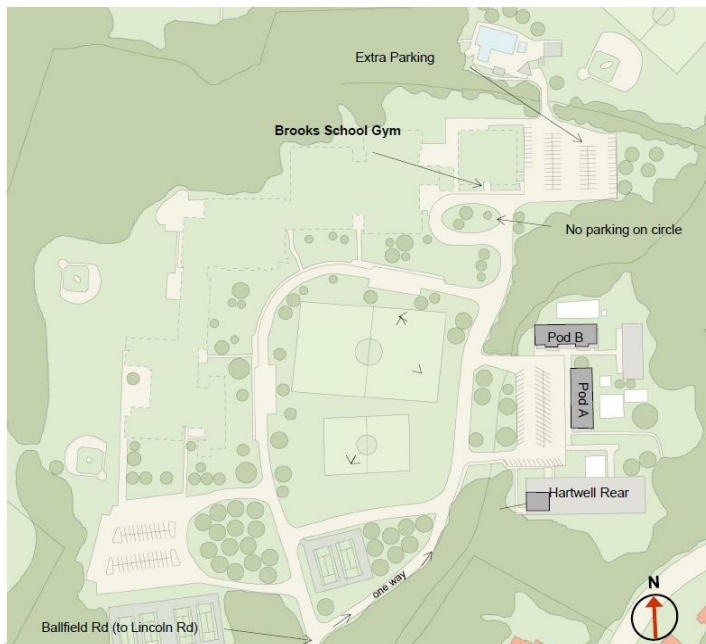 Extra Parking
Brooks School Gym
No parking on circle
Pod B
Pod A
Hartwell Rear
one way
N
Ballfield Rd (to Lincoln Rd)